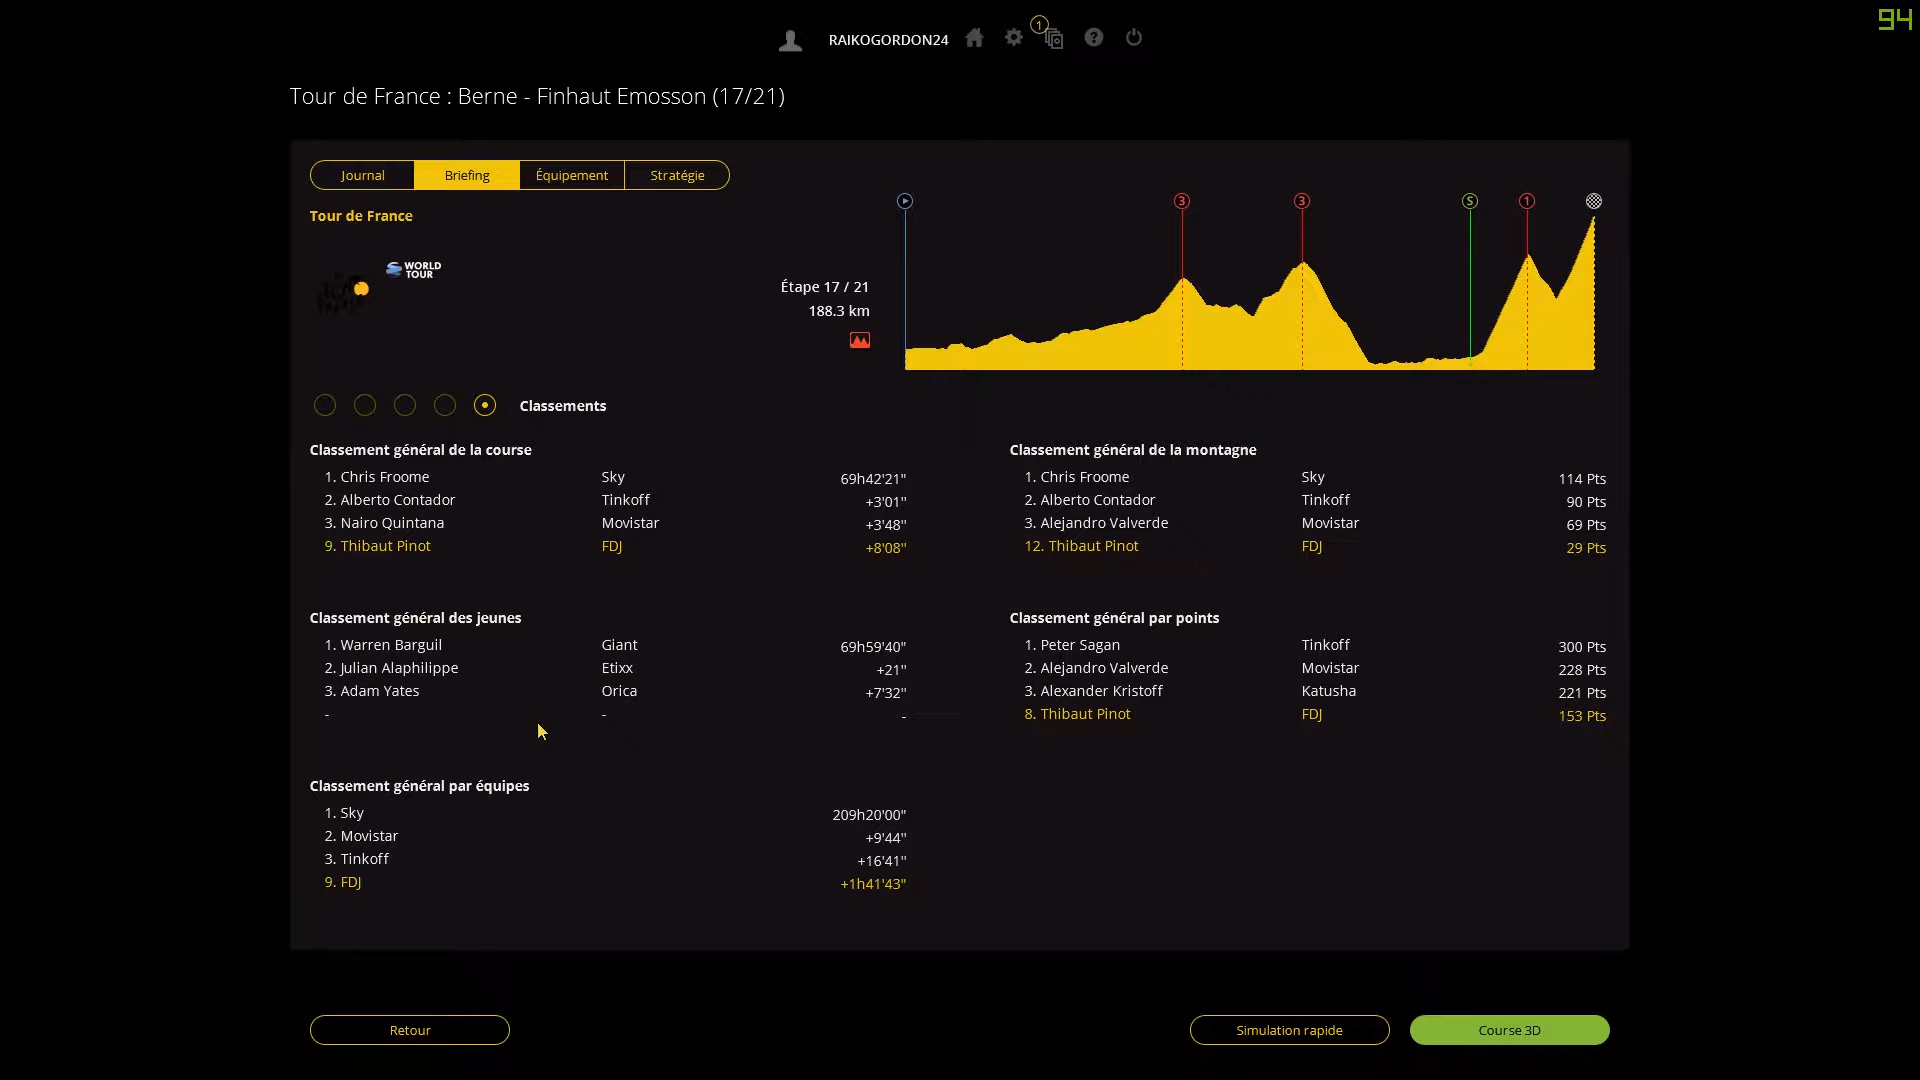 94
1
RAIKOGORDON24
Tour de France : Berne - Finhaut Emosson (17/21)
Journal
Briefing
Équipement
Stratégie
3
3
S
1
Tour de France
WORLD
TOUR
Étape 17 / 21
188.3 km
Classements
Classement général de la course
1. Chris Froome Sky 69h42'21"
2. Alberto Contador Tinkoff +3'01"
3. Nairo Quintana Movistar +3'48"
9. Thibaut Pinot FDJ +8'08"
Classement général de la montagne
1. Chris Froome Sky 114 Pts
2. Alberto Contador Tinkoff 90 Pts
3. Alejandro Valverde Movistar 69 Pts
12. Thibaut Pinot FDJ 29 Pts
Classement général des jeunes
1. Warren Barguil Giant 69h59'40"
2. Julian Alaphilippe Etixx +21"
3. Adam Yates Orica +7'32"
- - -
Classement général par points
1. Peter Sagan Tinkoff 300 Pts
2. Alejandro Valverde Movistar 228 Pts
3. Alexander Kristoff Katusha 221 Pts
8. Thibaut Pinot FDJ 153 Pts
Classement général par équipes
1. Sky 209h20'00"
2. Movistar +9'44"
3. Tinkoff +16'41"
9. FDJ +1h41'43"
Retour
Simulation rapide
Course 3D